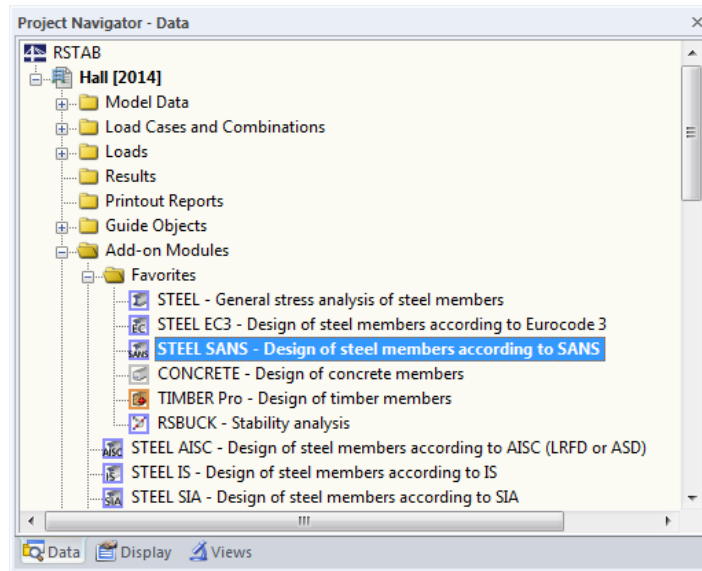 Project Navigator - Data
RSTAB
Hall [2014]
Model Data
Load Cases and Combinations
Loads
Results
Printout Reports
Guide Objects
Add-on Modules
Favorites
STEEL - General stress analysis of steel members
EC STEEL EC3 - Design of steel members according to Eurocode 3
SANS STEEL SANS - Design of steel members according to SANS
CONCRETE - Design of concrete members
TIMBER Pro - Design of timber members
RSBUCK - Stability analysis
AISC STEEL AISC - Design of steel members according to AISC (LRFD or ASD)
IS STEEL IS - Design of steel members according to IS
SIA STEEL SIA - Design of steel members according to SIA
Data Display Views